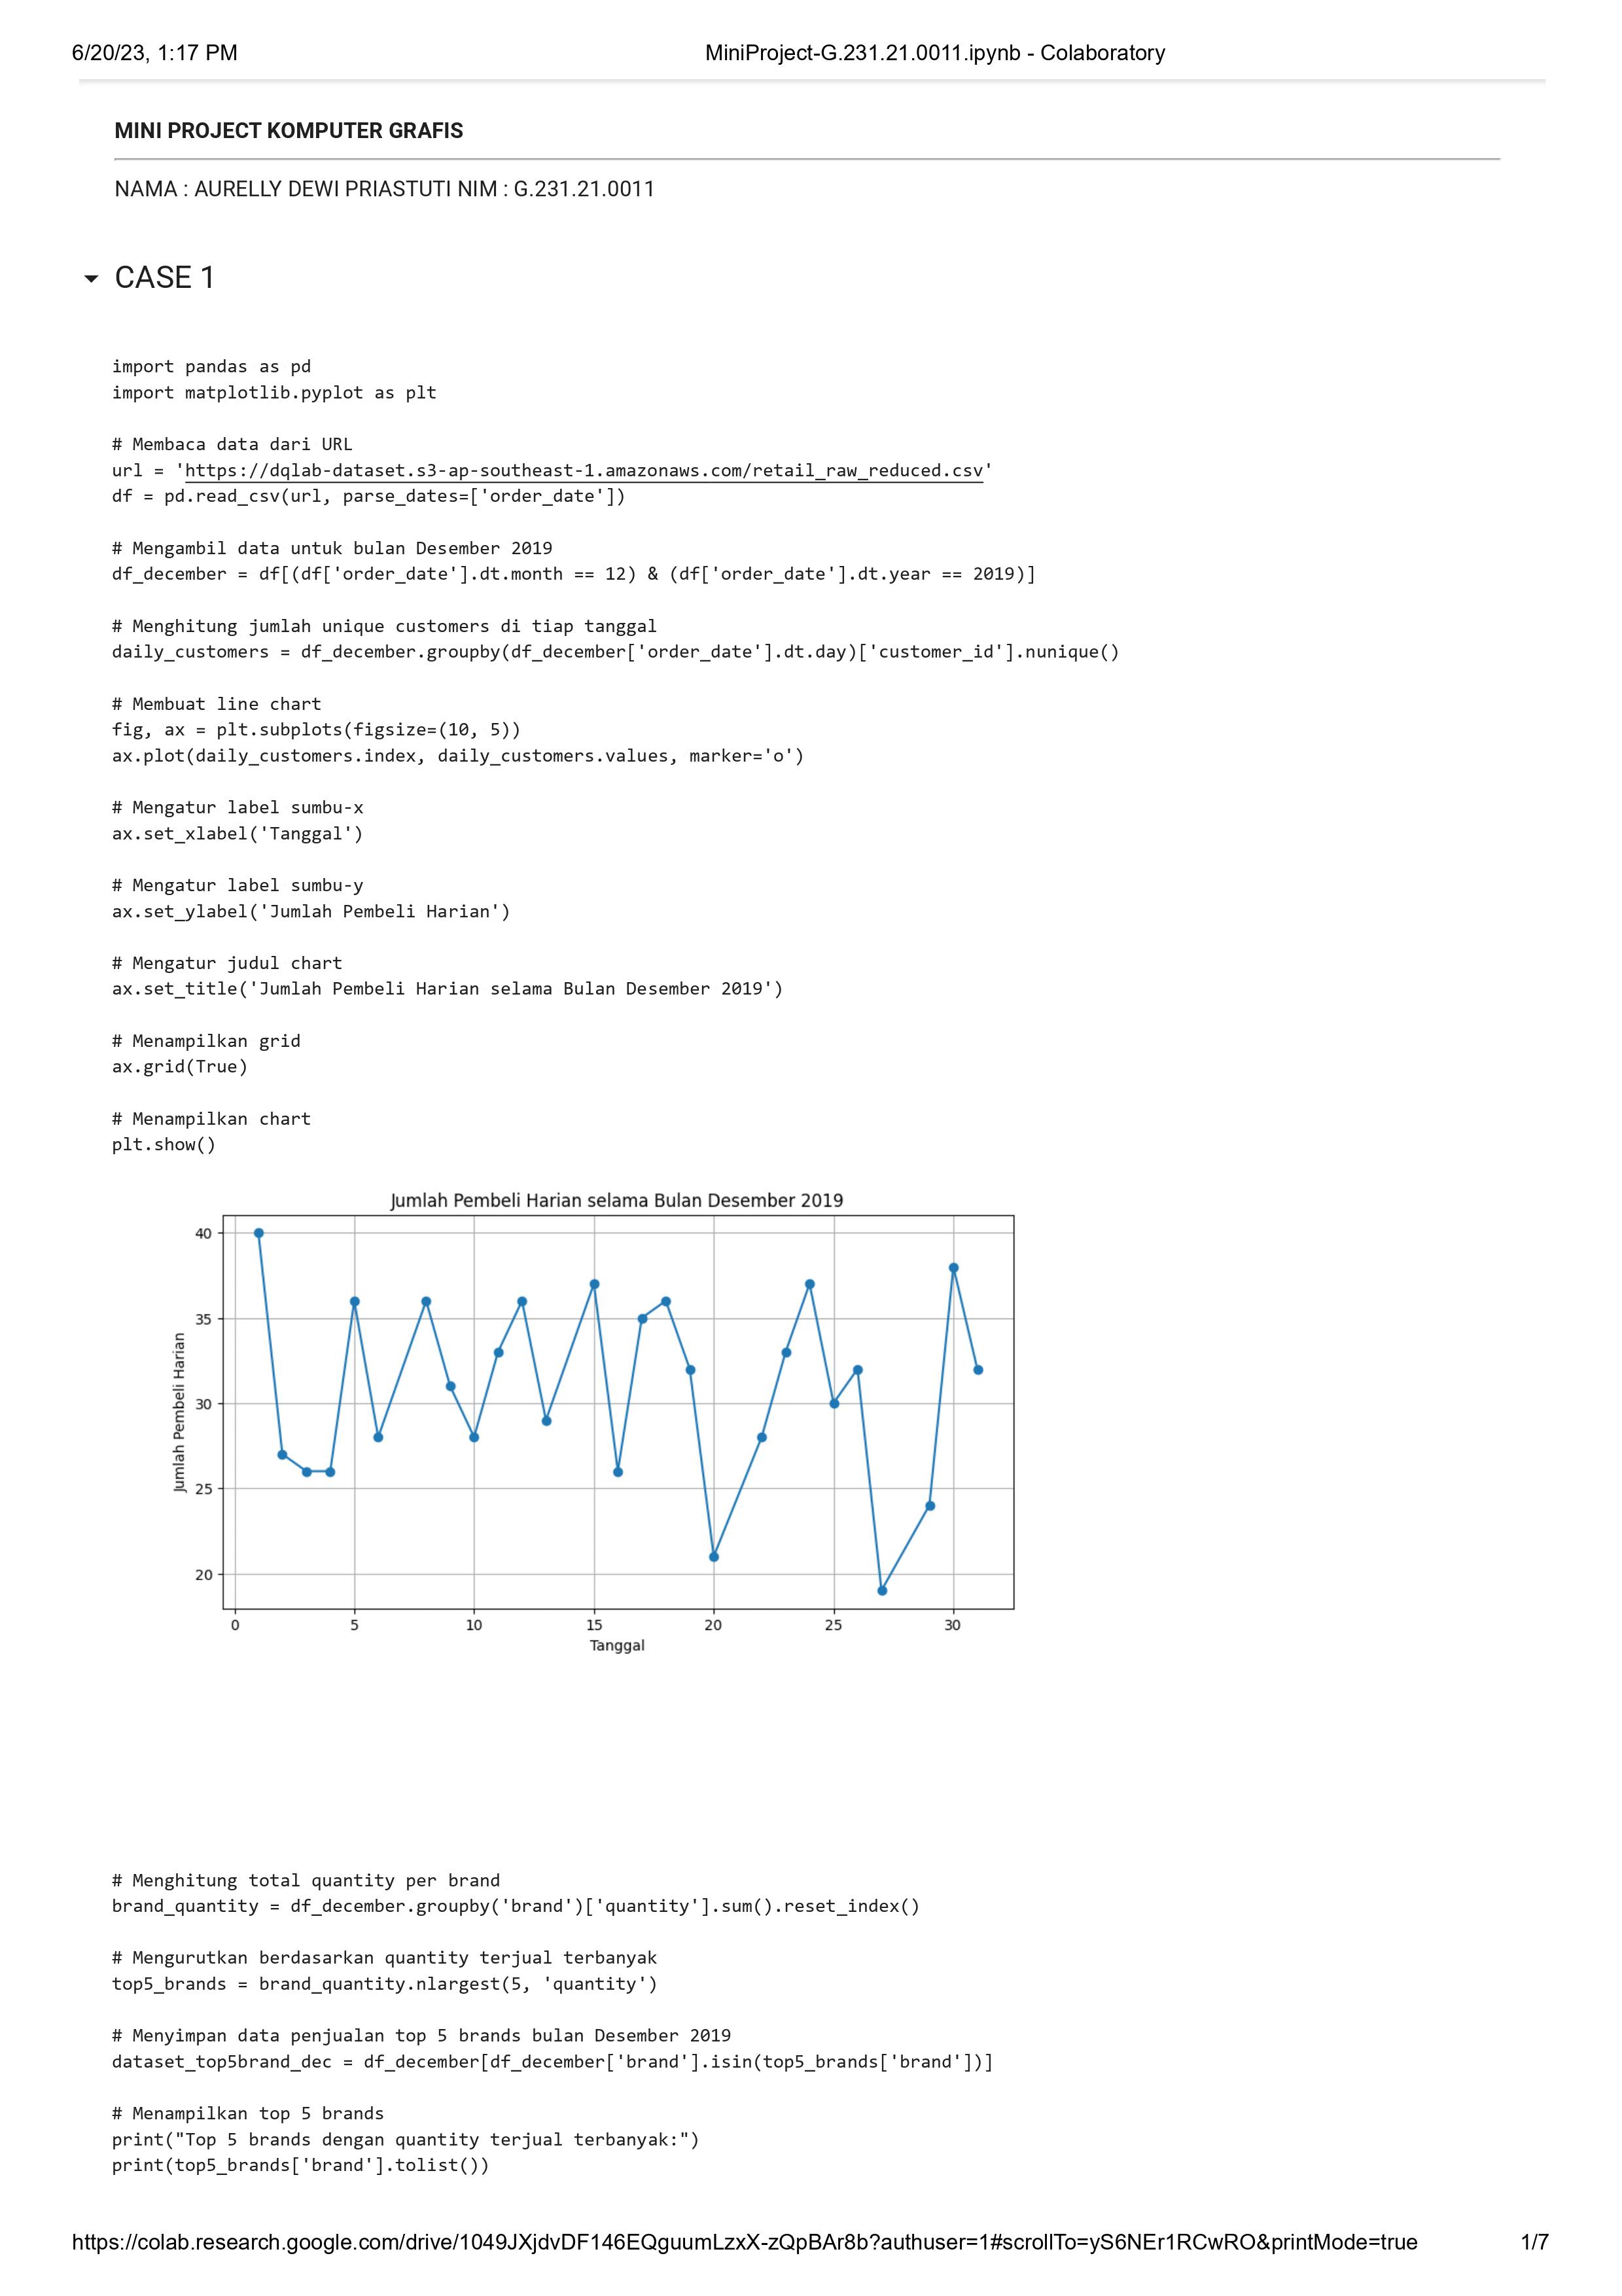 6/20/23, 1:17 PM
MiniProject-G.231.21.0011.ipynb - Colaboratory
MINI PROJECT KOMPUTER GRAFIS
NAMA : AURELLY DEWI PRIASTUTI NIM : G.231.21.0011
CASE 1
import pandas as pd
import matplotlib.pyplot as plt
# Membaca data dari URL
url = 'https://dqlab-dataset.s3-ap-southeast-1.amazonaws.com/retail_raw_reduced.csv'
df = pd.read_csv(url, parse_dates=['order_date'])
# Mengambil data untuk bulan Desember 2019
df_december = df[(df['order_date'].dt.month == 12) & (df['order_date'].dt.year == 2019)]
# Menghitung jumlah unique customers di tiap tanggal
daily_customers = df_december.groupby(df_december['order_date'].dt.day)['customer_id'].nunique()
# Membuat line chart
fig, ax = plt.subplots(figsize=(10, 5))
ax.plot(daily_customers.index, daily_customers.values, marker='o')
# Mengatur label sumbu-x
ax.set_xlabel('Tanggal')
# Mengatur label sumbu-y
ax.set_ylabel('Jumlah Pembeli Harian')
# Mengatur judul chart
ax.set_title('Jumlah Pembeli Harian selama Bulan Desember 2019')
# Menampilkan grid
ax.grid(True)
# Menampilkan chart
plt.show()
Jumlah Pembeli Harian selama Bulan Desember 2019
40
35
30
25
20
Jumlah Pembeli Harian
0 5 10 15 20 25 30
Tanggal
# Menghitung total quantity per brand
brand_quantity = df_december.groupby('brand')['quantity'].sum().reset_index()
# Mengurutkan berdasarkan quantity terjual terbanyak
top5_brands = brand_quantity.nlargest(5, 'quantity')
# Menyimpan data penjualan top 5 brands bulan Desember 2019
dataset_top5brand_dec = df_december[df_december['brand'].isin(top5_brands['brand'])]
# Menampilkan top 5 brands
print("Top 5 brands dengan quantity terjual terbanyak:")
print(top5_brands['brand'].tolist())
https://colab.research.google.com/drive/1049JXjdvDF146EQguumLzxX-zQpBAr8b?authuser=1#scrollTo=yS6NEr1RCwRO&printMode=true
1/7